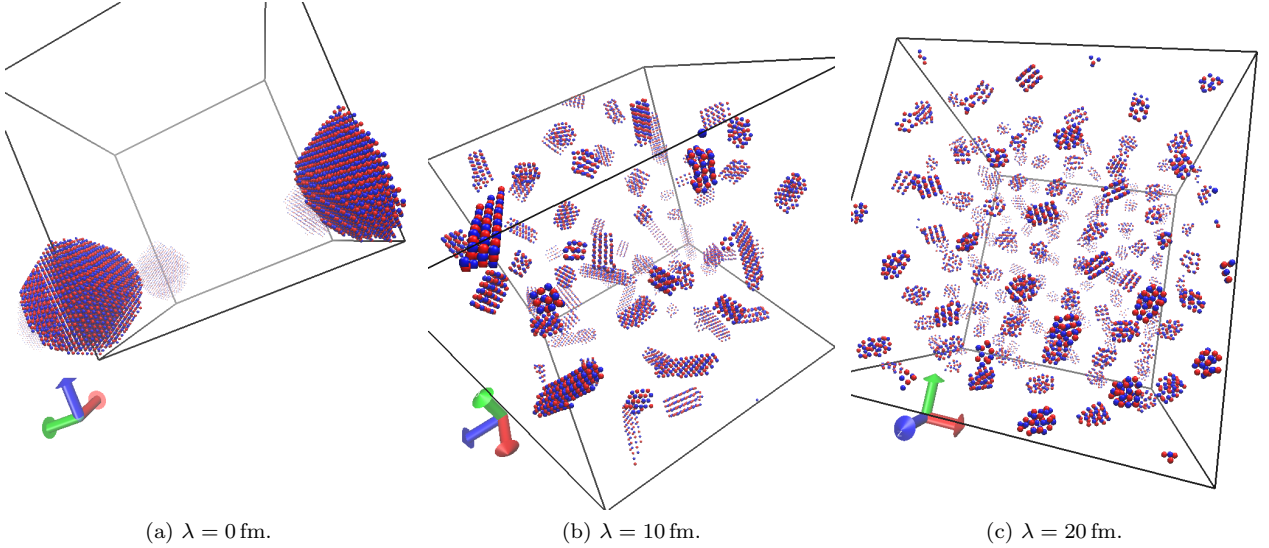 (a) λ = 0 fm.
(b) λ = 10 fm.
(c) λ = 20 fm.